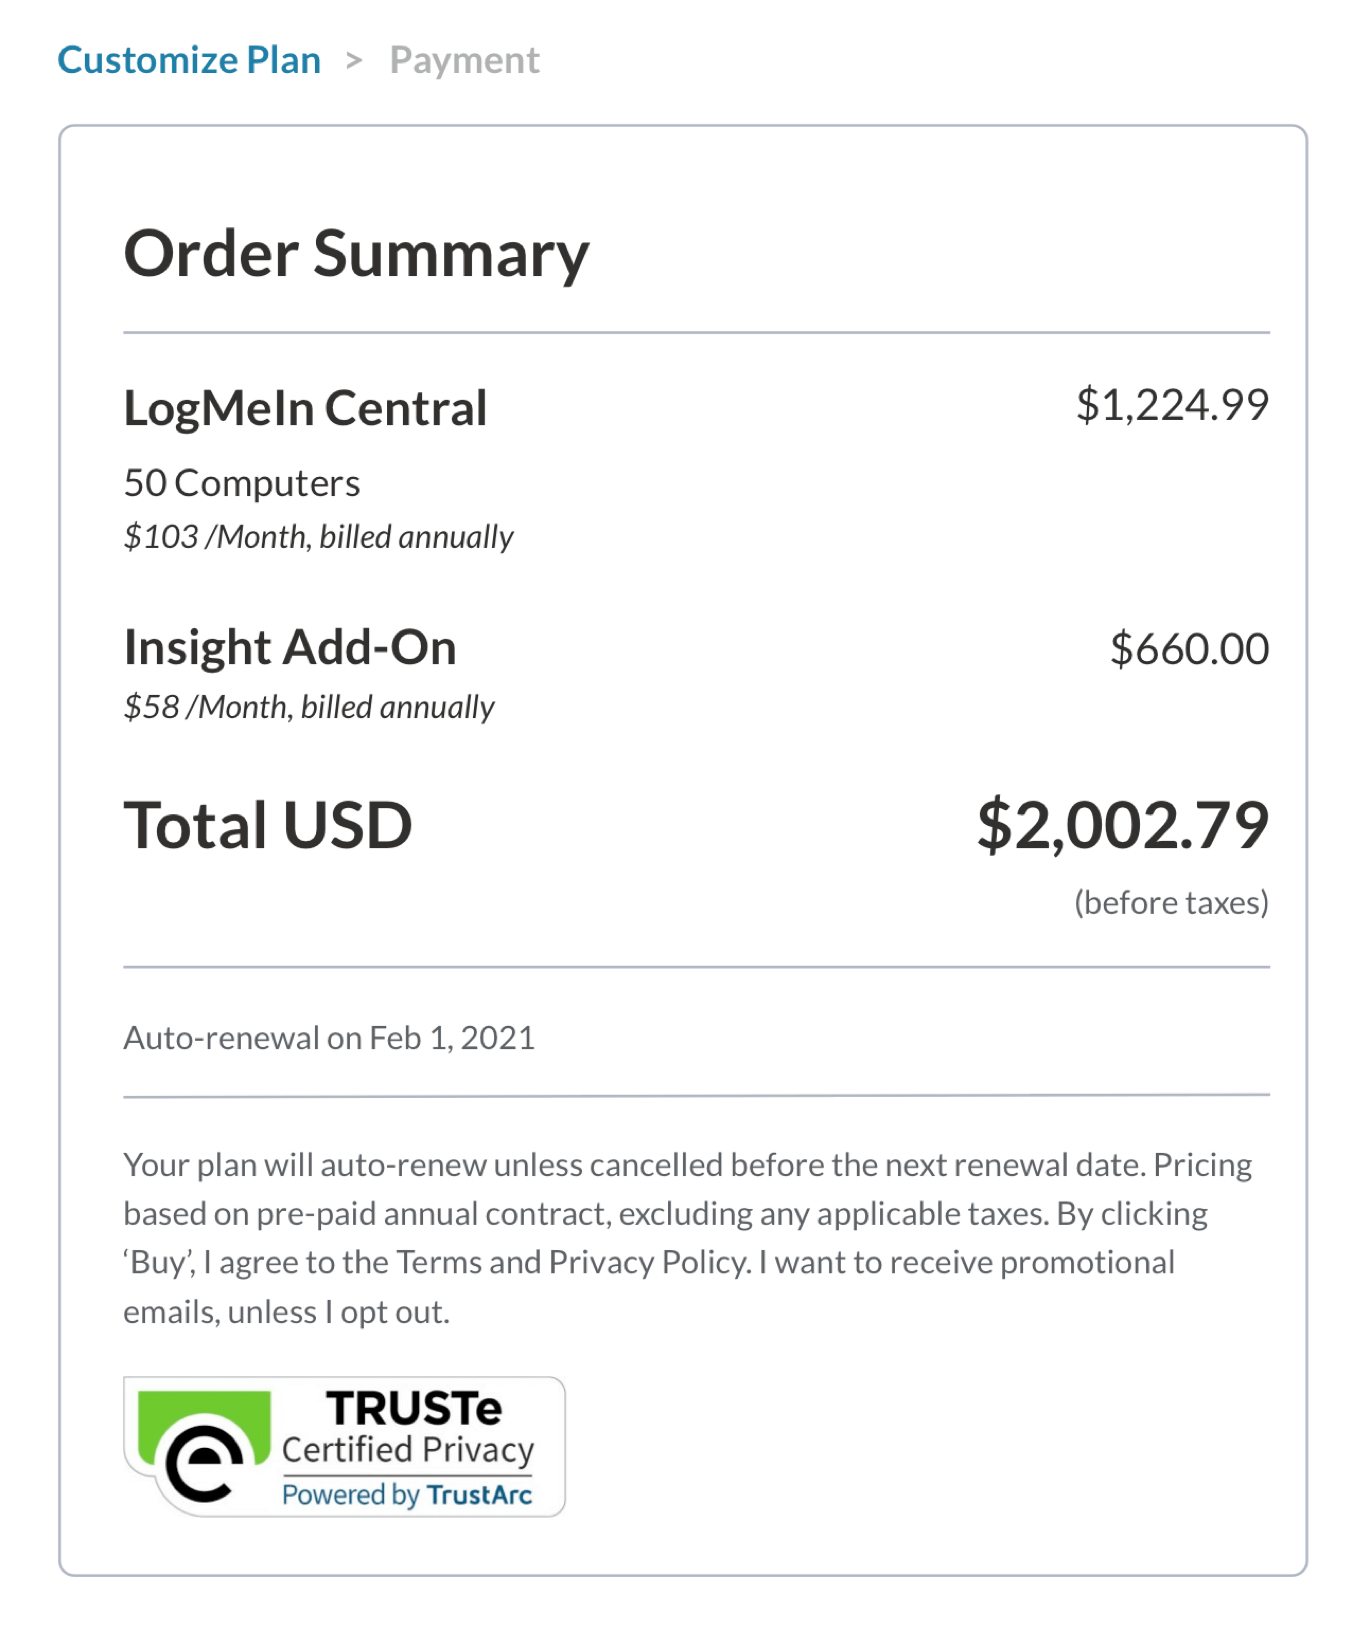 Customize Plan > Payment
Order Summary
LogMeIn Central $1,224.99
50 Computers
$103 /Month, billed annually
Insight Add-On $660.00
$58 /Month, billed annually
Total USD $2,002.79
(before taxes)
Auto-renewal on Feb 1, 2021
Your plan will auto-renew unless cancelled before the next renewal date. Pricing
based on pre-paid annual contract, excluding any applicable taxes. By clicking
‘Buy’, I agree to the Terms and Privacy Policy. I want to receive promotional
emails, unless I opt out.
TRUSTe
Certified Privacy
Powered by TrustArc